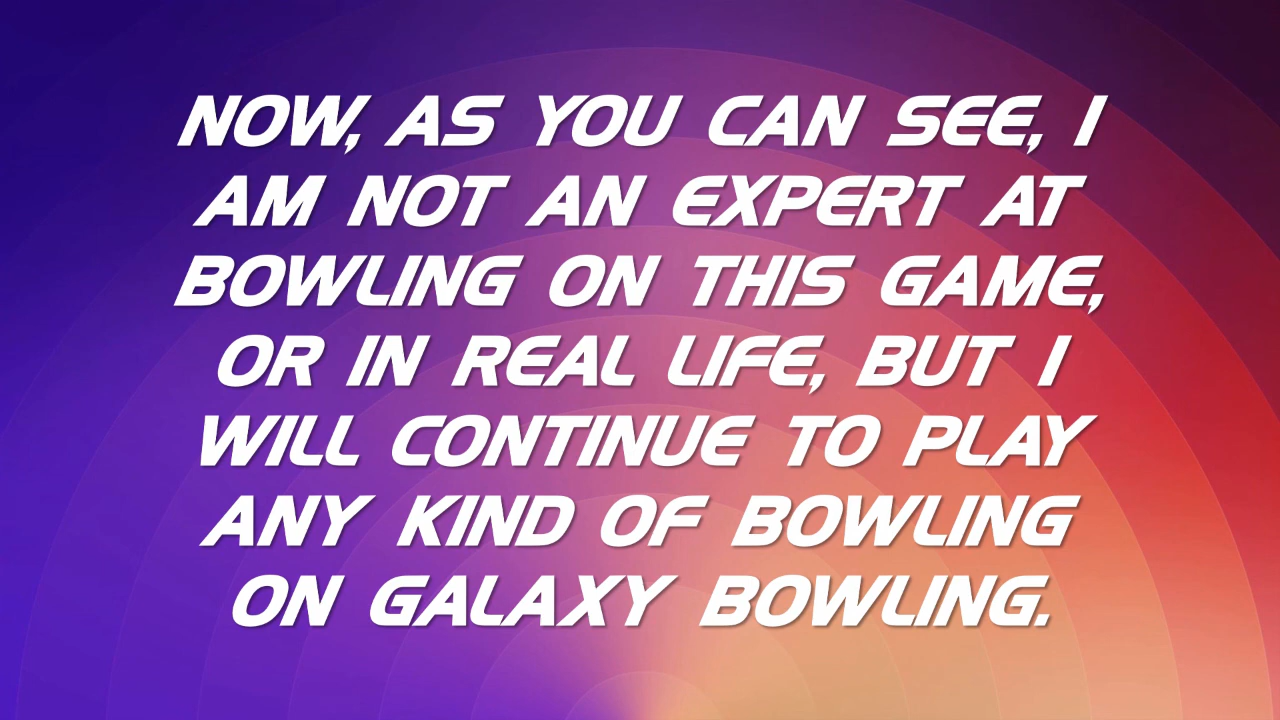 NOW, AS YOU CAN SEE, I
AM NOT AN EXPERT AT
BOWLING ON THIS GAME,
OR IN REAL LIFE, BUT I
WILL CONTINUE TO PLAY
ANY KIND OF BOWLING
ON GALAXY BOWLING.